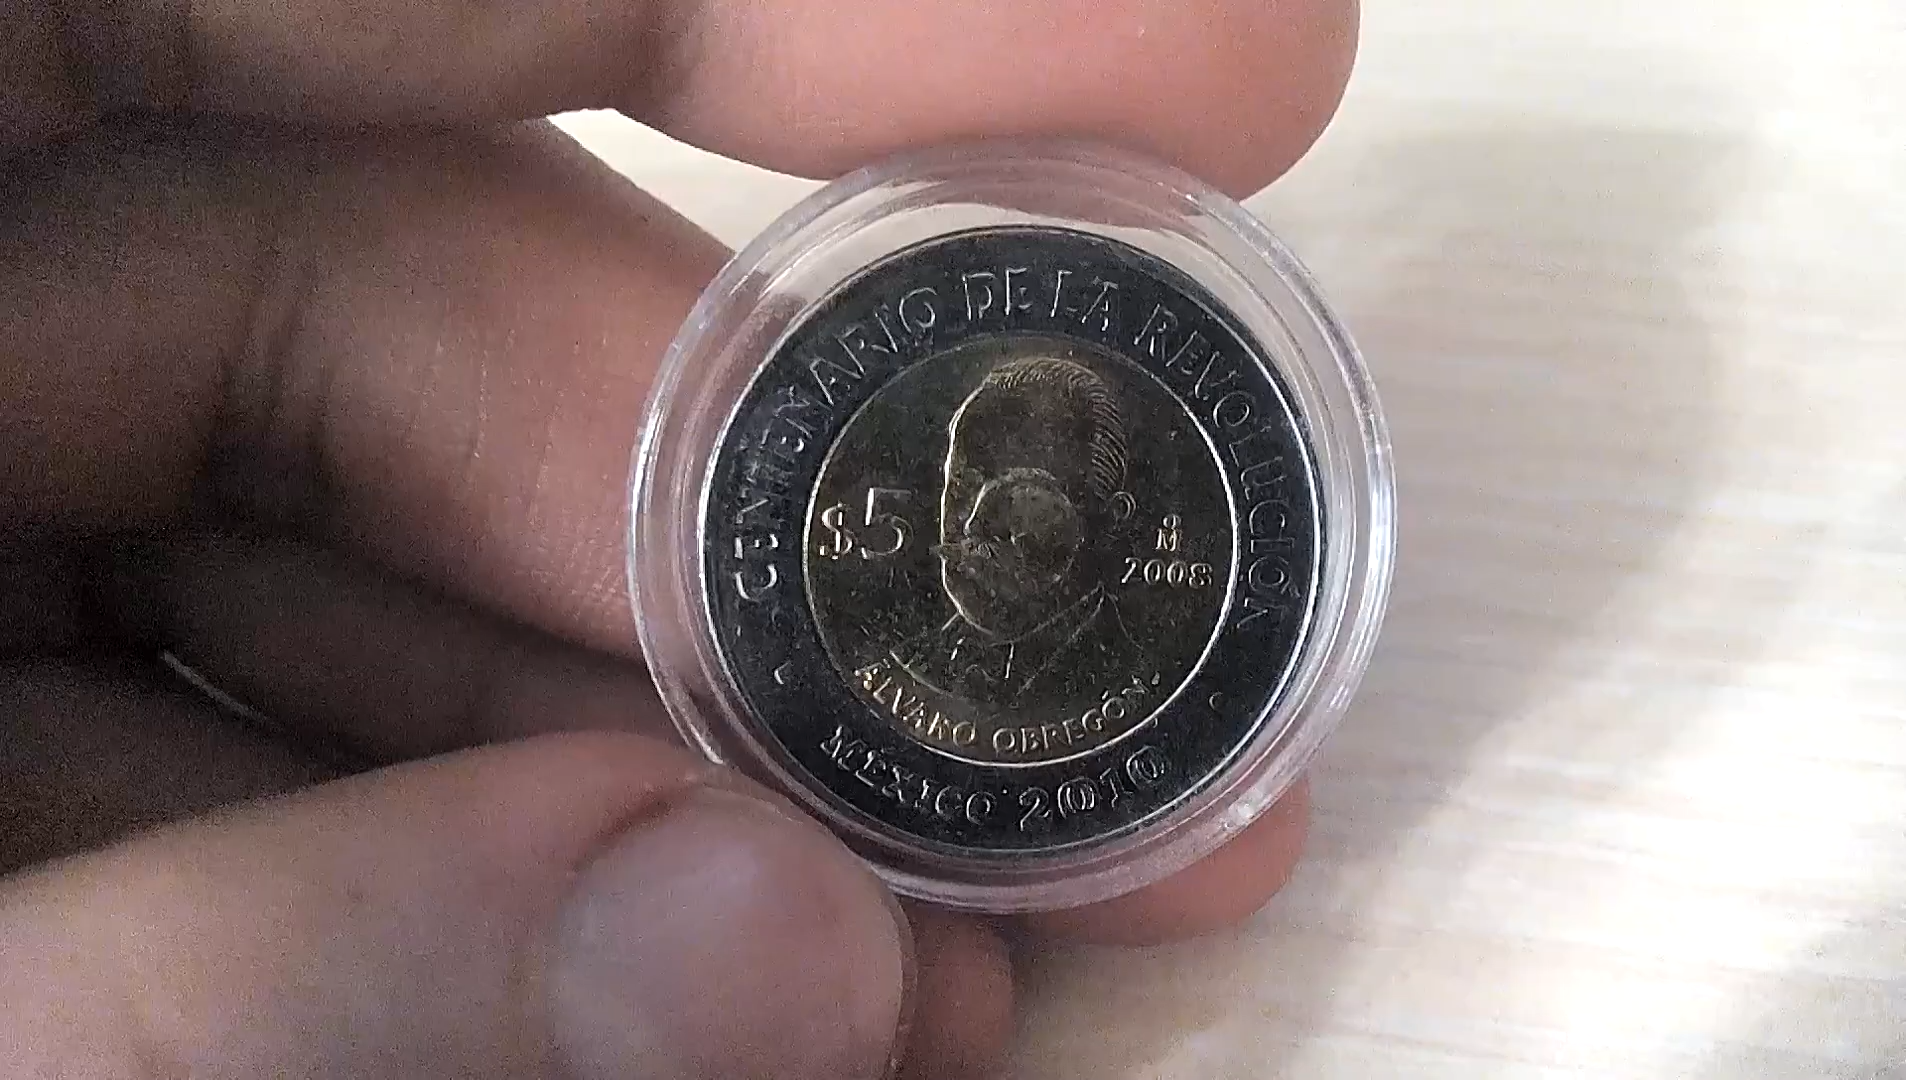 CENTENARIO DE LA REVOLUCIÓN
$5
M̊
2008
ÁLVARO OBREGÓN
MÉXICO 2010